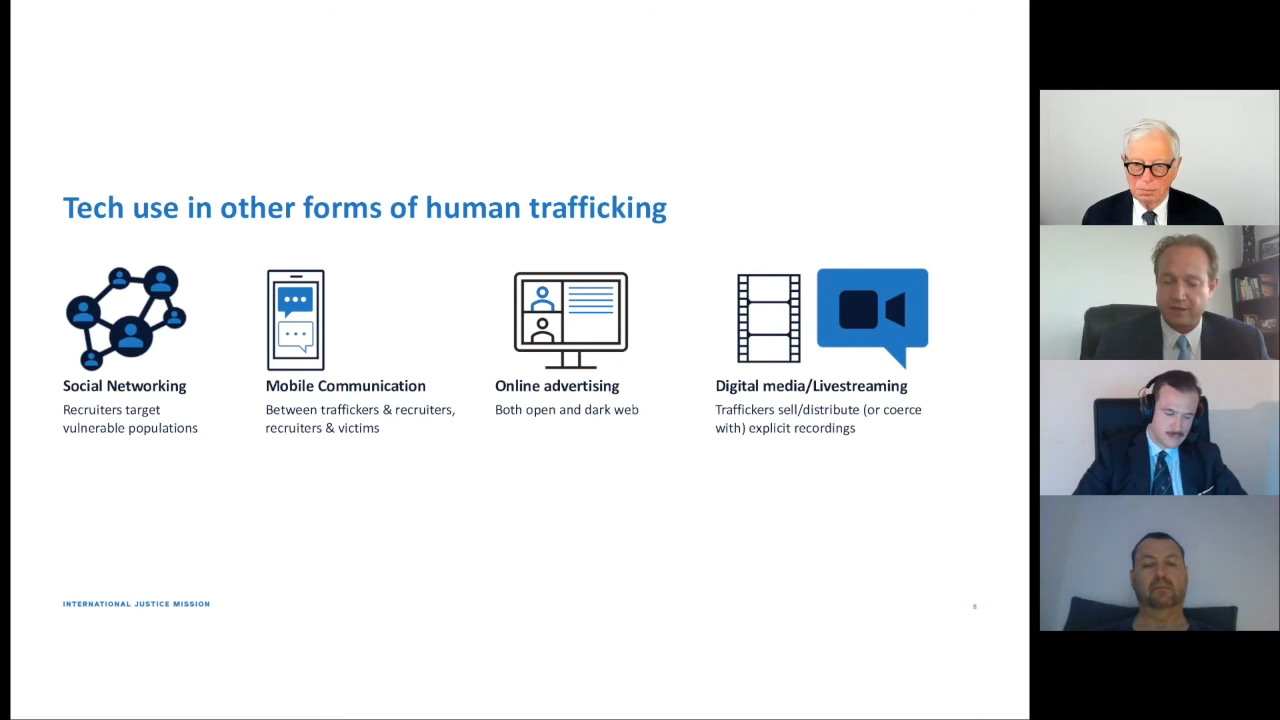 Tech use in other forms of human trafficking
Social Networking
Recruiters target
vulnerable populations
Mobile Communication
Between traffickers & recruiters,
recruiters & victims
Online advertising
Both open and dark web
Digital media/Livestreaming
Traffickers sell/distribute (or coerce
with) explicit recordings
INTERNATIONAL JUSTICE MISSION
8